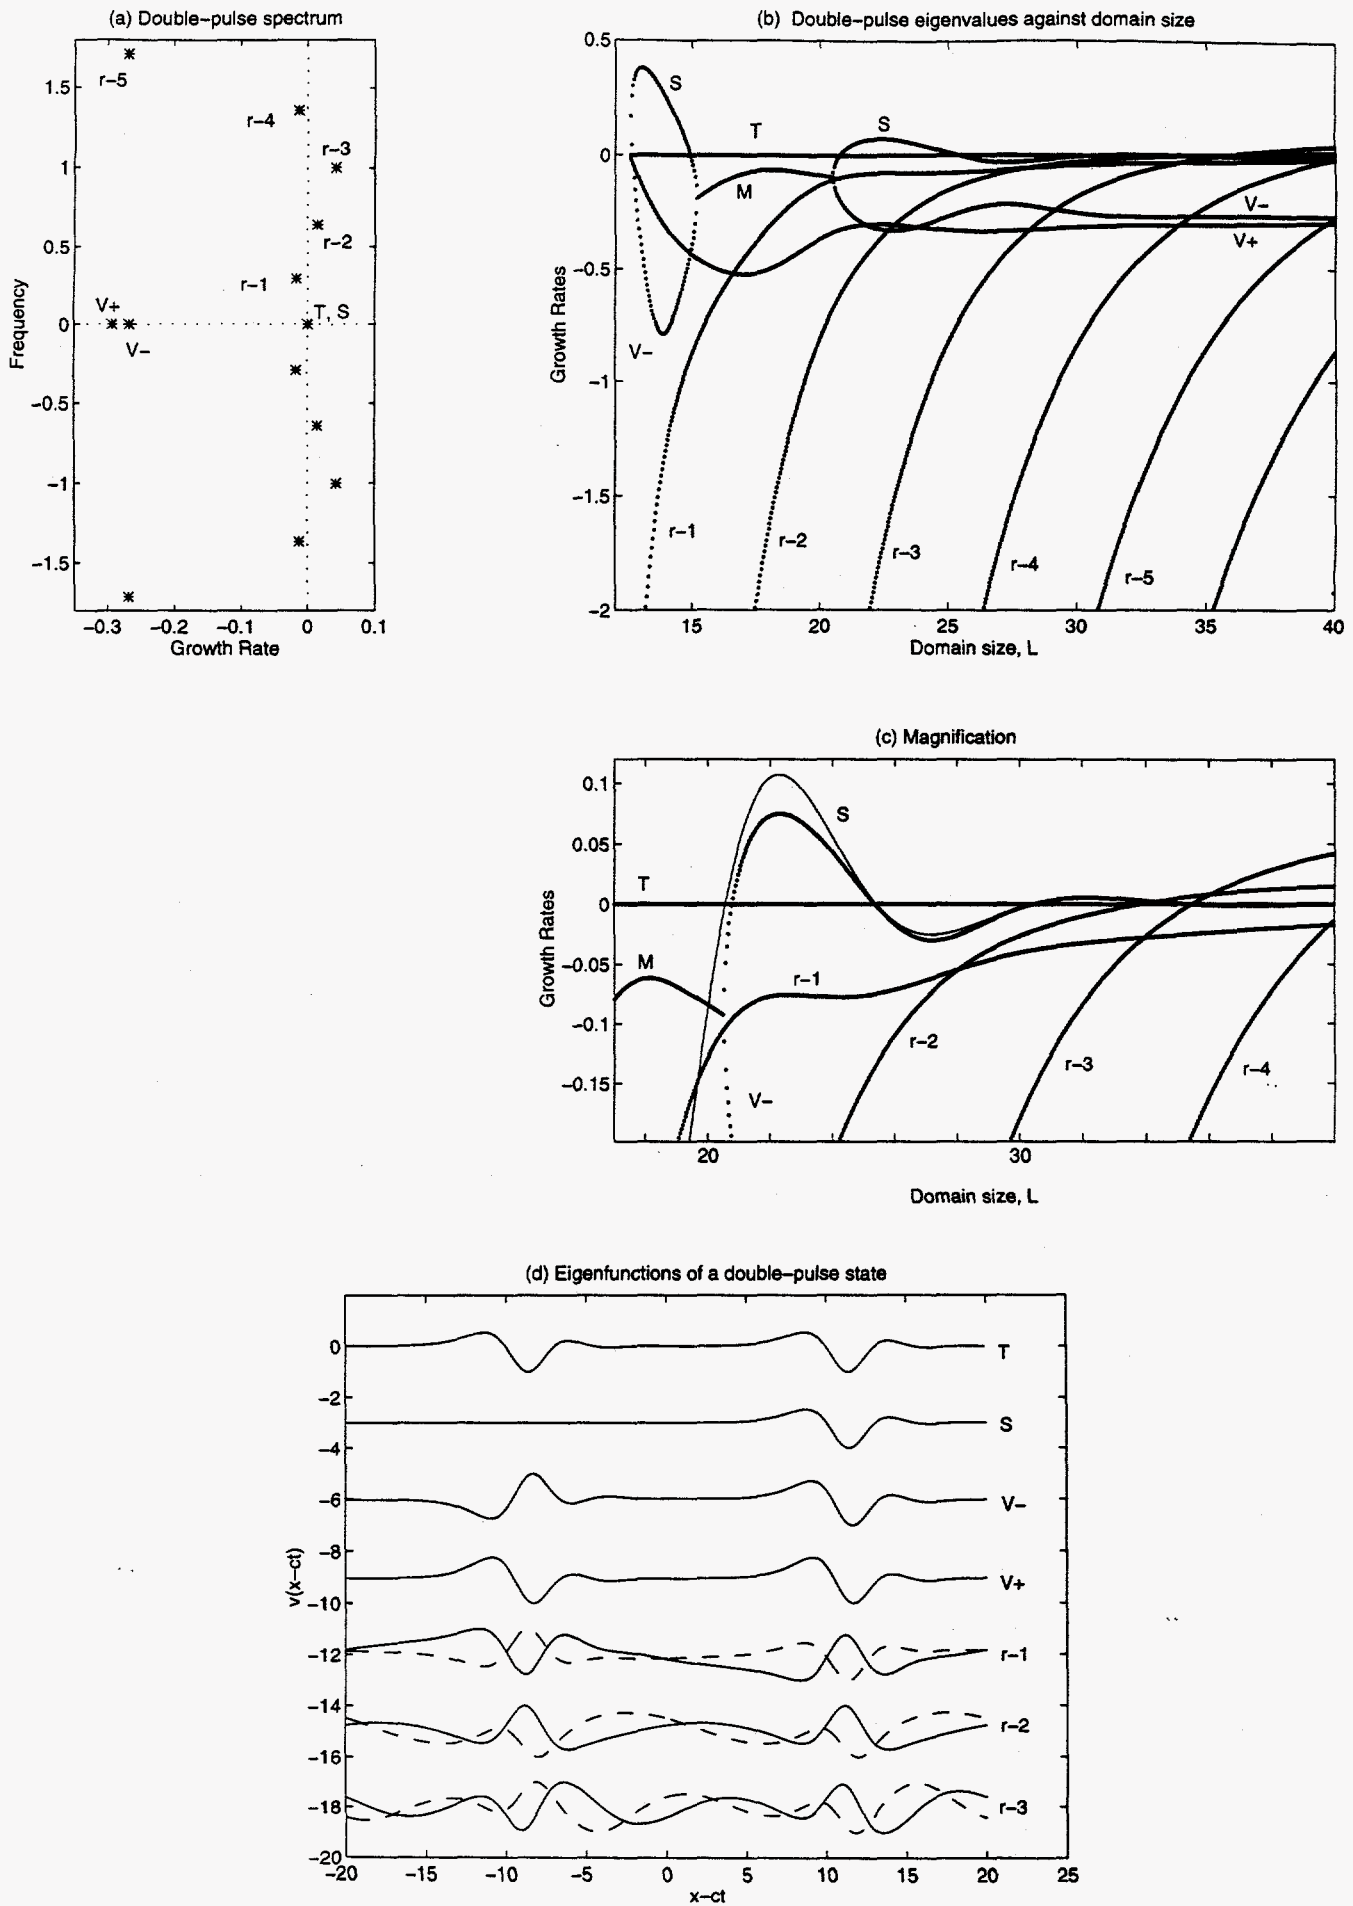 (a) Double-pulse spectrum
1.5
1
0.5
0
-0.5
-1
-1.5
Frequency
r-5
r-4
r-3
r-2
r-1
V+
V-
T, S
-0.3 -0.2 -0.1 0 0.1
Growth Rate
(b) Double-pulse eigenvalues against domain size
0.5
0
-0.5
-1
-1.5
-2
Growth Rates
S
T
S
M
V-
V+
V-
r-1
r-2
r-3
r-4
r-5
15 20 25 30 35 40
Domain size, L
(c) Magnification
0.1
0.05
0
-0.05
-0.1
-0.15
Growth Rates
S
T
M
r-1
r-2
r-3
r-4
V-
20 30
Domain size, L
(d) Eigenfunctions of a double-pulse state
0
-2
-4
-6
-8
-10
-12
-14
-16
-18
-20
v(x-ct)
T
S
V-
V+
r-1
r-2
r-3
-20 -15 -10 -5 0 5 10 15 20 25
x-ct